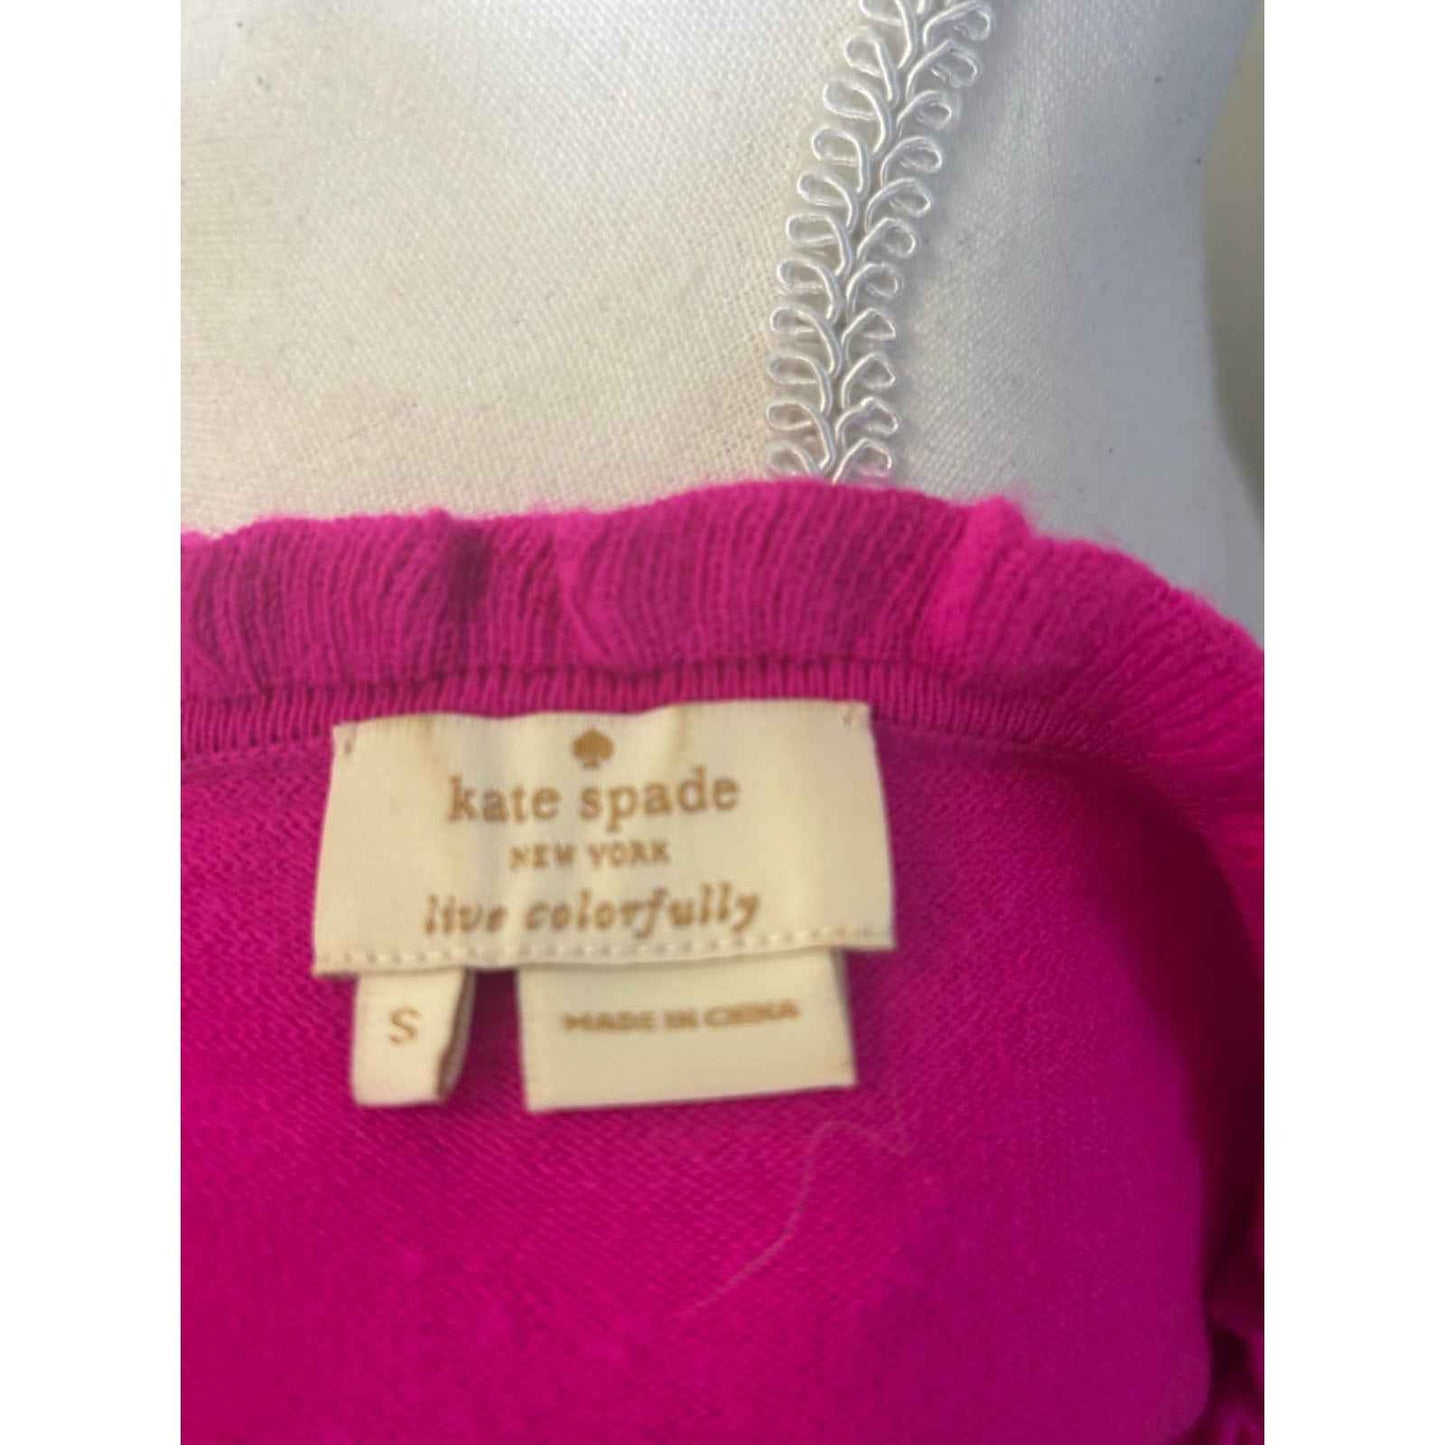 kate spade
NEW YORK
live colorfully
S
MADE IN CHINA